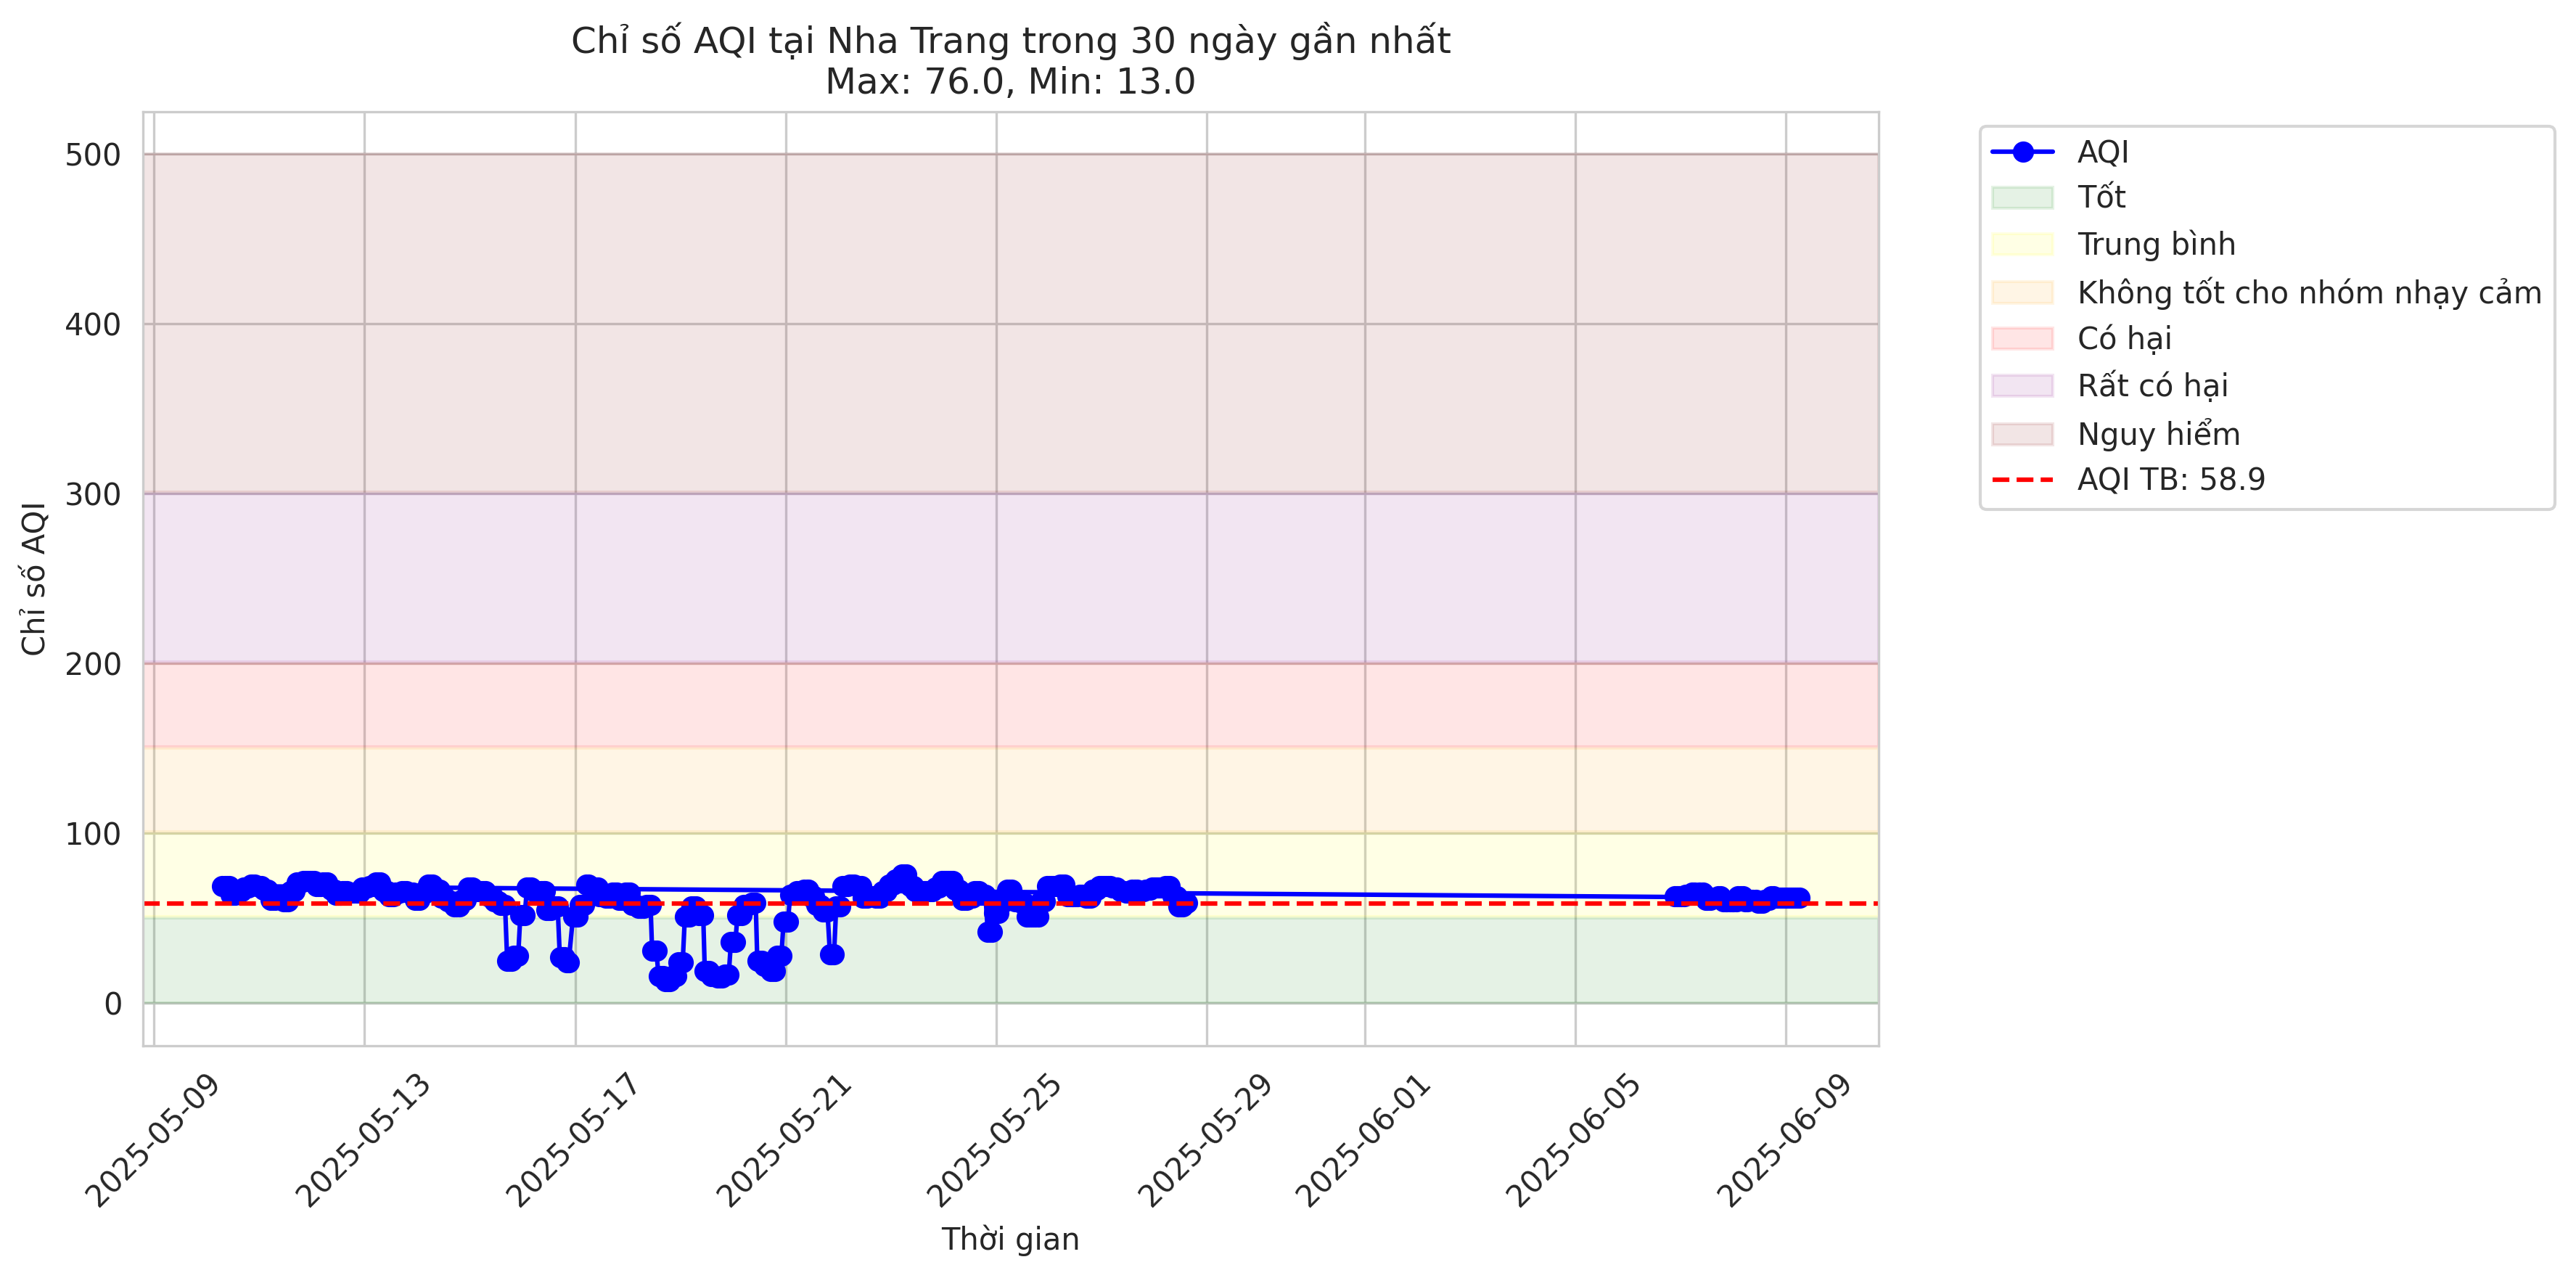 Chỉ số AQI tại Nha Trang trong 30 ngày gần nhất
Max: 76.0, Min: 13.0
Chỉ số AQI
500
400
300
200
100
0
2025-05-09
2025-05-13
2025-05-17
2025-05-21
2025-05-25
2025-05-29
2025-06-01
2025-06-05
2025-06-09
Thời gian
AQI
Tốt
Trung bình
Không tốt cho nhóm nhạy cảm
Có hại
Rất có hại
Nguy hiểm
AQI TB: 58.9